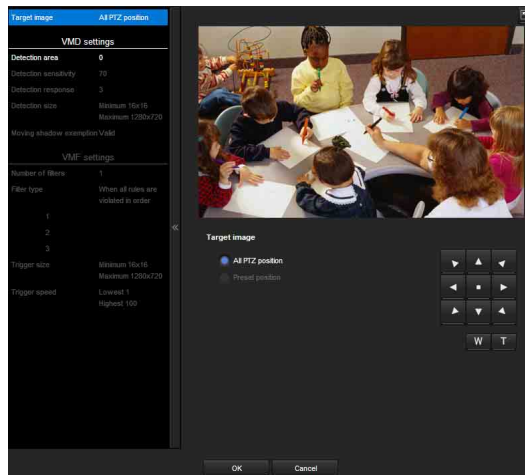 Target image All PTZ position
VMD settings
Detection area 0
Detection sensitivity 70
Detection response 3
Detection size Minimum 16x16
Maximum 1280x720
Moving shadow exemption Valid
VMF settings
Number of filters 1
Filter type When all rules are
violated in order
1
2
3
Trigger size Minimum 16x16
Maximum 1280x720
Trigger speed Lowest 1
Highest 100
«
Target image
All PTZ position
Preset position
W T
OK Cancel